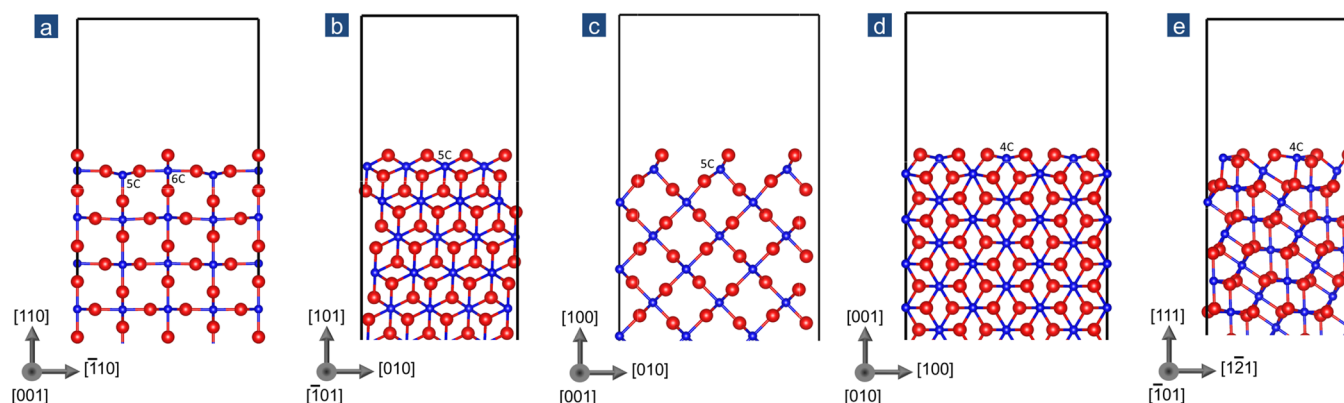 a
5C
6C
[110]
[1̄10]
[001]
b
5C
[101]
[010]
[1̄01]
c
5C
[100]
[010]
[001]
d
4C
[001]
[100]
[010]
e
4C
[111]
[12̄1]
[1̄01]